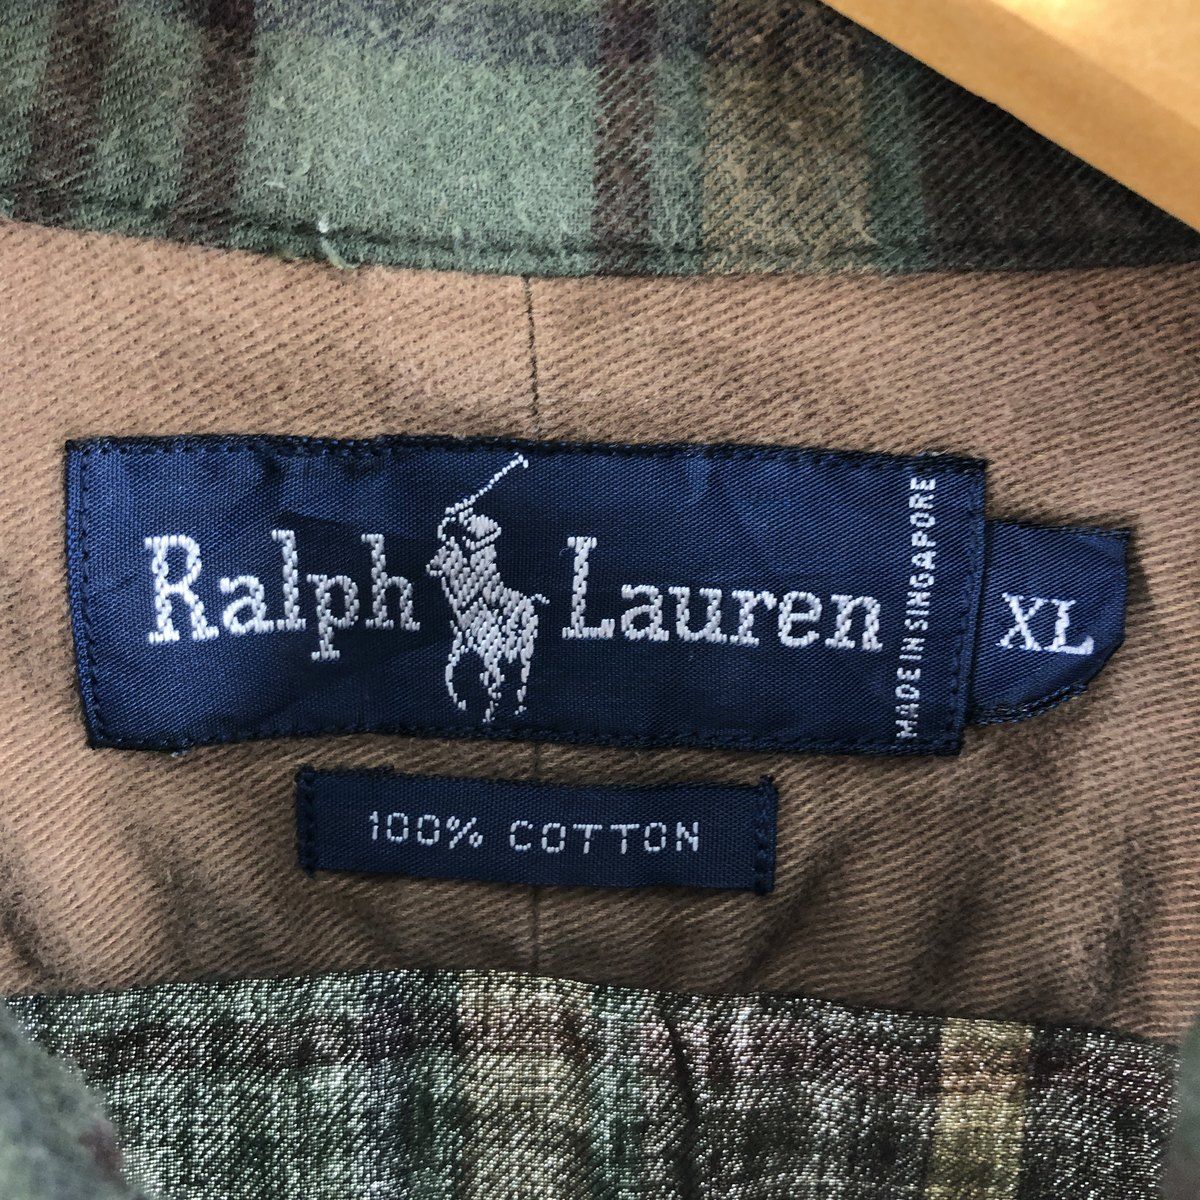 Ralph Lauren
MADE IN SINGAPORE
XL
100% COTTON